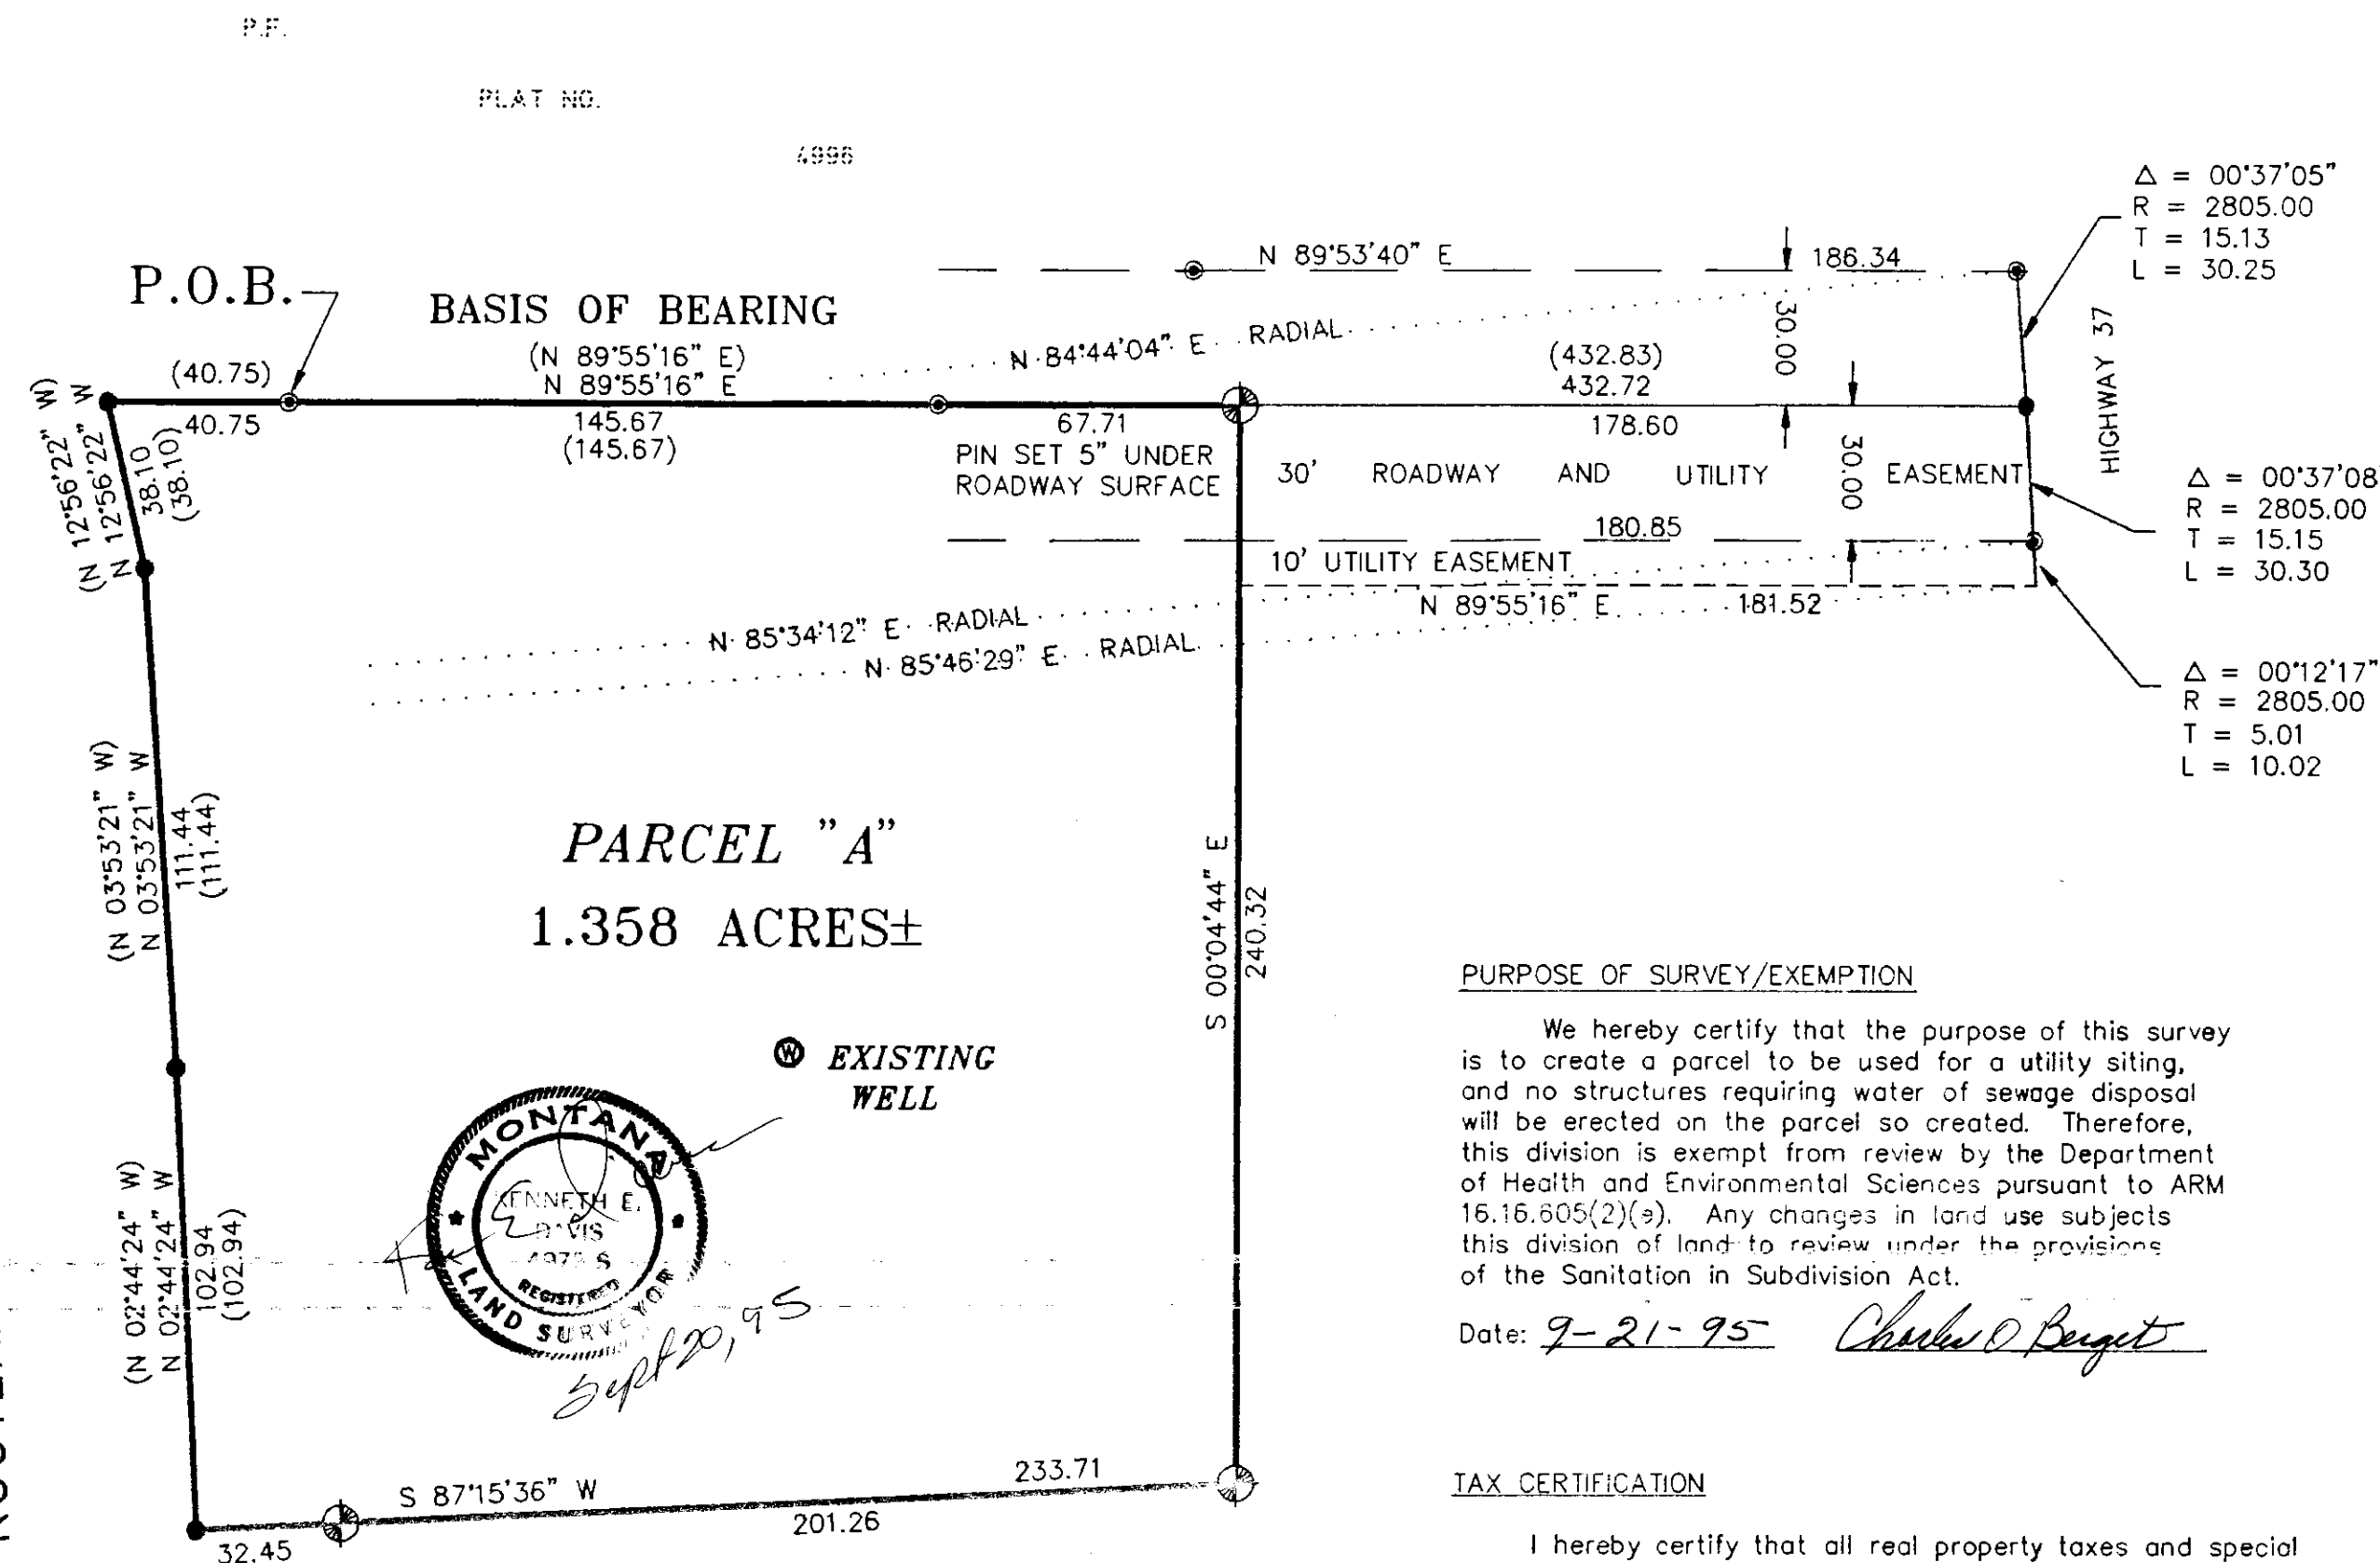 P.F.
PLAT NO.
4996
Δ = 00°37'05"
R = 2805.00
T = 15.13
L = 30.25
N 89°53'40" E
186.34
P.O.B.
BASIS OF BEARING
(N 89°55'16" E)
N 89°55'16" E
N 84°44'04" E RADIAL
30.00
HIGHWAY 37
(40.75)
40.75
145.67
(145.67)
67.71
(432.83)
432.72
178.60
(N 12°56'22" W)
N 12°56'22" W
38.10
(38.10)
PIN SET 5" UNDER
ROADWAY SURFACE
30' ROADWAY AND UTILITY EASEMENT
30.00
Δ = 00°37'08
R = 2805.00
T = 15.15
L = 30.30
180.85
10' UTILITY EASEMENT
N 89°55'16" E 181.52
N 85°34'12" E RADIAL
N 85°46'29" E RADIAL
Δ = 00°12'17"
R = 2805.00
T = 5.01
L = 10.02
(N 03°53'21" W)
N 03°53'21" W
111.44
(111.44)
PARCEL "A"
1.358 ACRES±
S 00°04'44" E
240.32
W EXISTING
WELL
MONTANA
KENNETH E.
DAVIS
4975 S
REGISTERED
LAND SURVEYOR
Sept 20, 95
(N 02°44'24" W)
N 02°44'24" W
102.94
(102.94)
S 87°15'36" W
233.71
201.26
32.45
PURPOSE OF SURVEY/EXEMPTION
We hereby certify that the purpose of this survey
is to create a parcel to be used for a utility siting,
and no structures requiring water of sewage disposal
will be erected on the parcel so created. Therefore,
this division is exempt from review by the Department
of Health and Environmental Sciences pursuant to ARM
16.16.605(2)(a). Any changes in land use subjects
this division of land to review under the provisions
of the Sanitation in Subdivision Act.
Date: 9-21-95 Charles O Berget
TAX CERTIFICATION
I hereby certify that all real property taxes and special